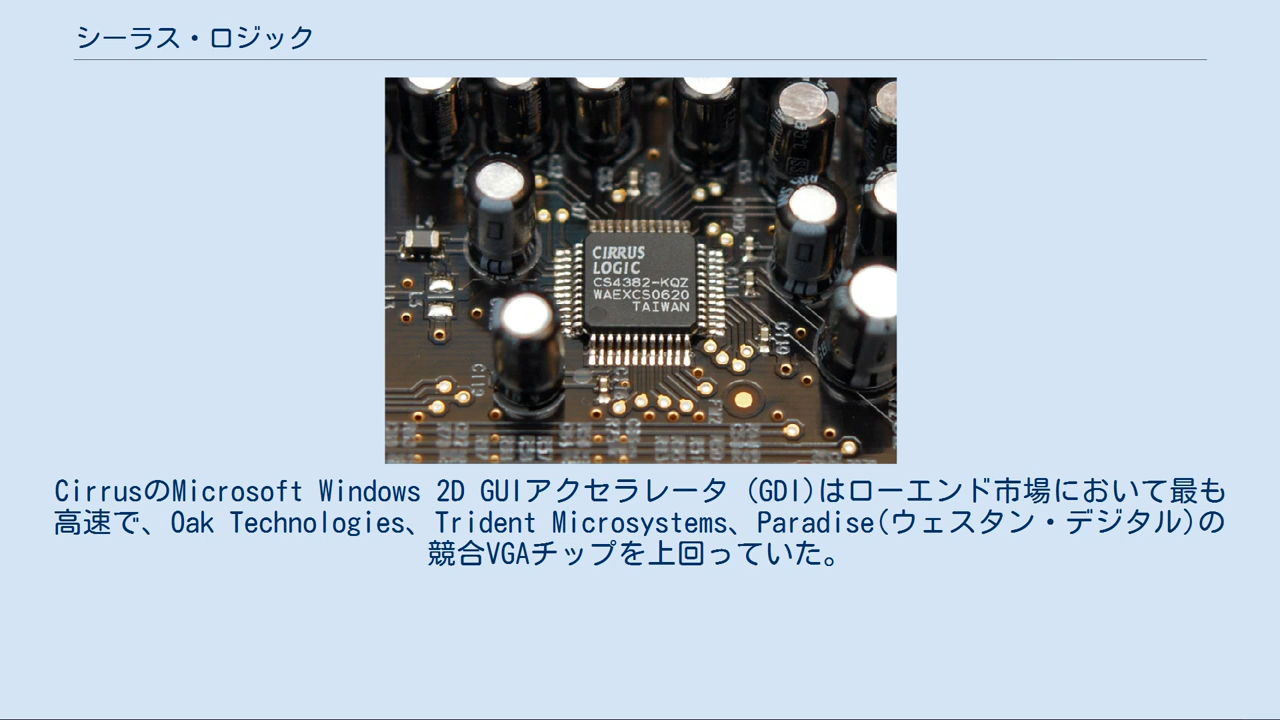 シーラス・ロジック
L4
CIRRUS
LOGIC
CS4382-KQZ
WAEXCS0620
TAIWAN
CirrusのMicrosoft Windows 2D GUIアクセラレータ (GDI)はローエンド市場において最も
高速で、Oak Technologies、Trident Microsystems、Paradise(ウェスタン・デジタル)の
競合VGAチップを上回っていた。